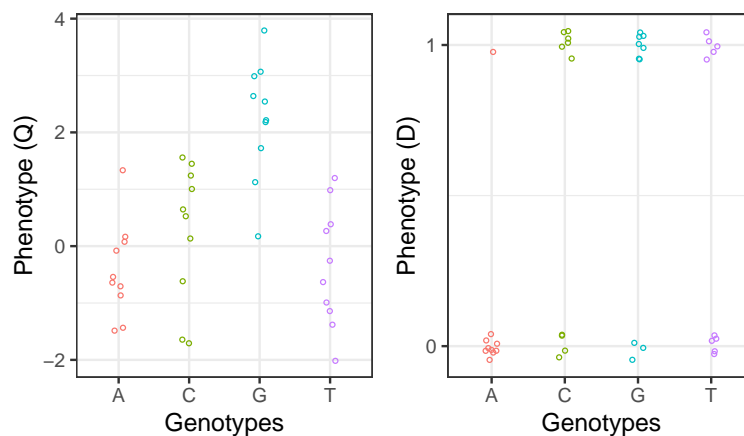 Phenotype (Q)
4
2
0
−2
A C G T
Genotypes
Phenotype (D)
1
0
A C G T
Genotypes